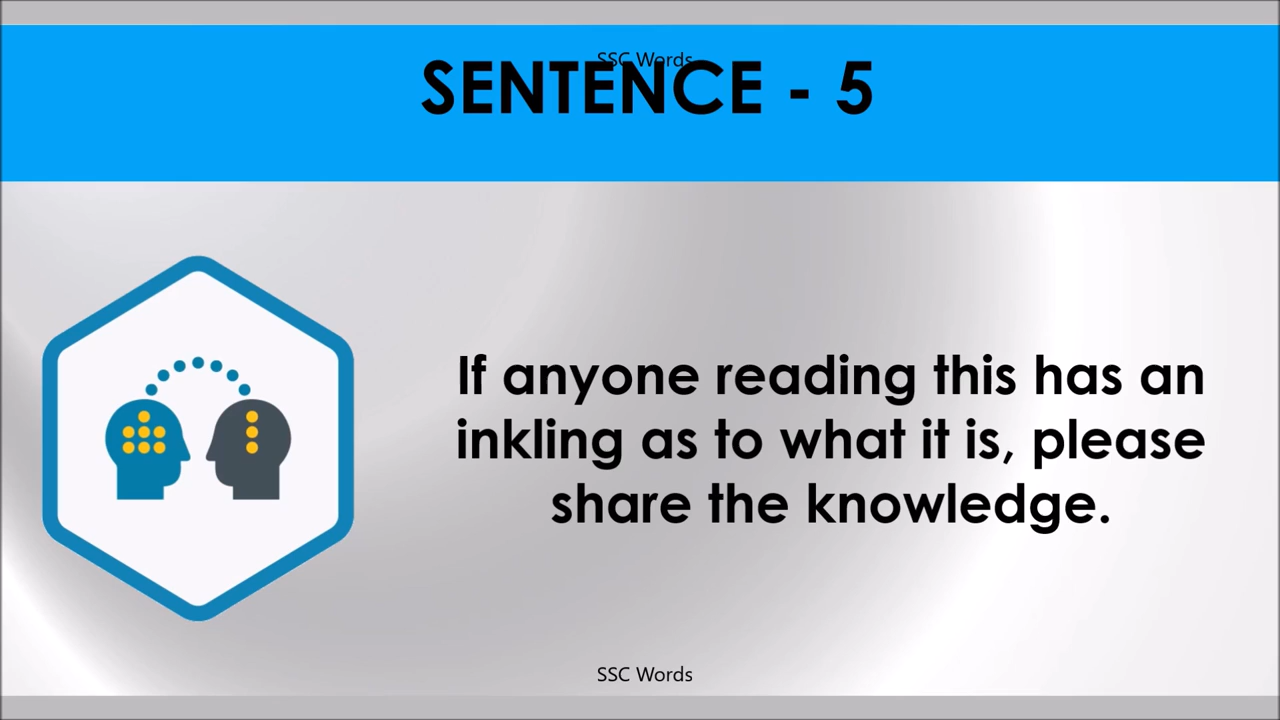 SSC Words
SENTENCE - 5
If anyone reading this has an
inkling as to what it is, please
share the knowledge.
SSC Words